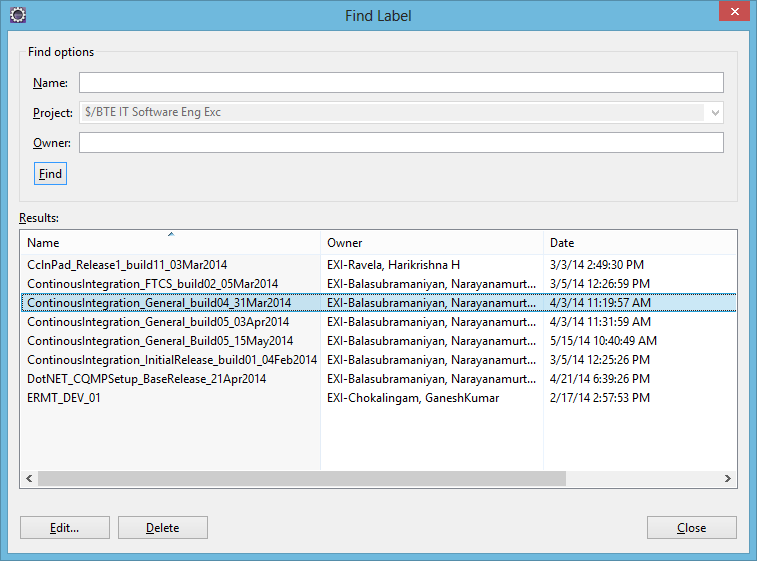 Find Label
Find options
Name:
Project: $/BTE IT Software Eng Exc
Owner:
Find
Results:
Name Owner Date
CcInPad_Release1_build11_03Mar2014 EXI-Ravela, Harikrishna H 3/3/14 2:49:30 PM
ContinousIntegration_FTCS_build02_05Mar2014 EXI-Balasubramaniyan, Narayanamurt... 3/5/14 12:26:59 PM
ContinousIntegration_General_build04_31Mar2014 EXI-Balasubramaniyan, Narayanamurt... 4/3/14 11:19:57 AM
ContinousIntegration_General_build05_03Apr2014 EXI-Balasubramaniyan, Narayanamurt... 4/3/14 11:31:59 AM
ContinousIntegration_General_Build05_15May2014 EXI-Balasubramaniyan, Narayanamurt... 5/15/14 10:40:49 AM
ContinousIntegration_InitialRelease_build01_04Feb2014 EXI-Balasubramaniyan, Narayanamurt... 3/5/14 12:25:26 PM
DotNET_CQMPSetup_BaseRelease_21Apr2014 EXI-Balasubramaniyan, Narayanamurt... 4/21/14 6:39:26 PM
ERMT_DEV_01 EXI-Chokalingam, GaneshKumar 2/17/14 2:57:53 PM
Edit... Delete Close